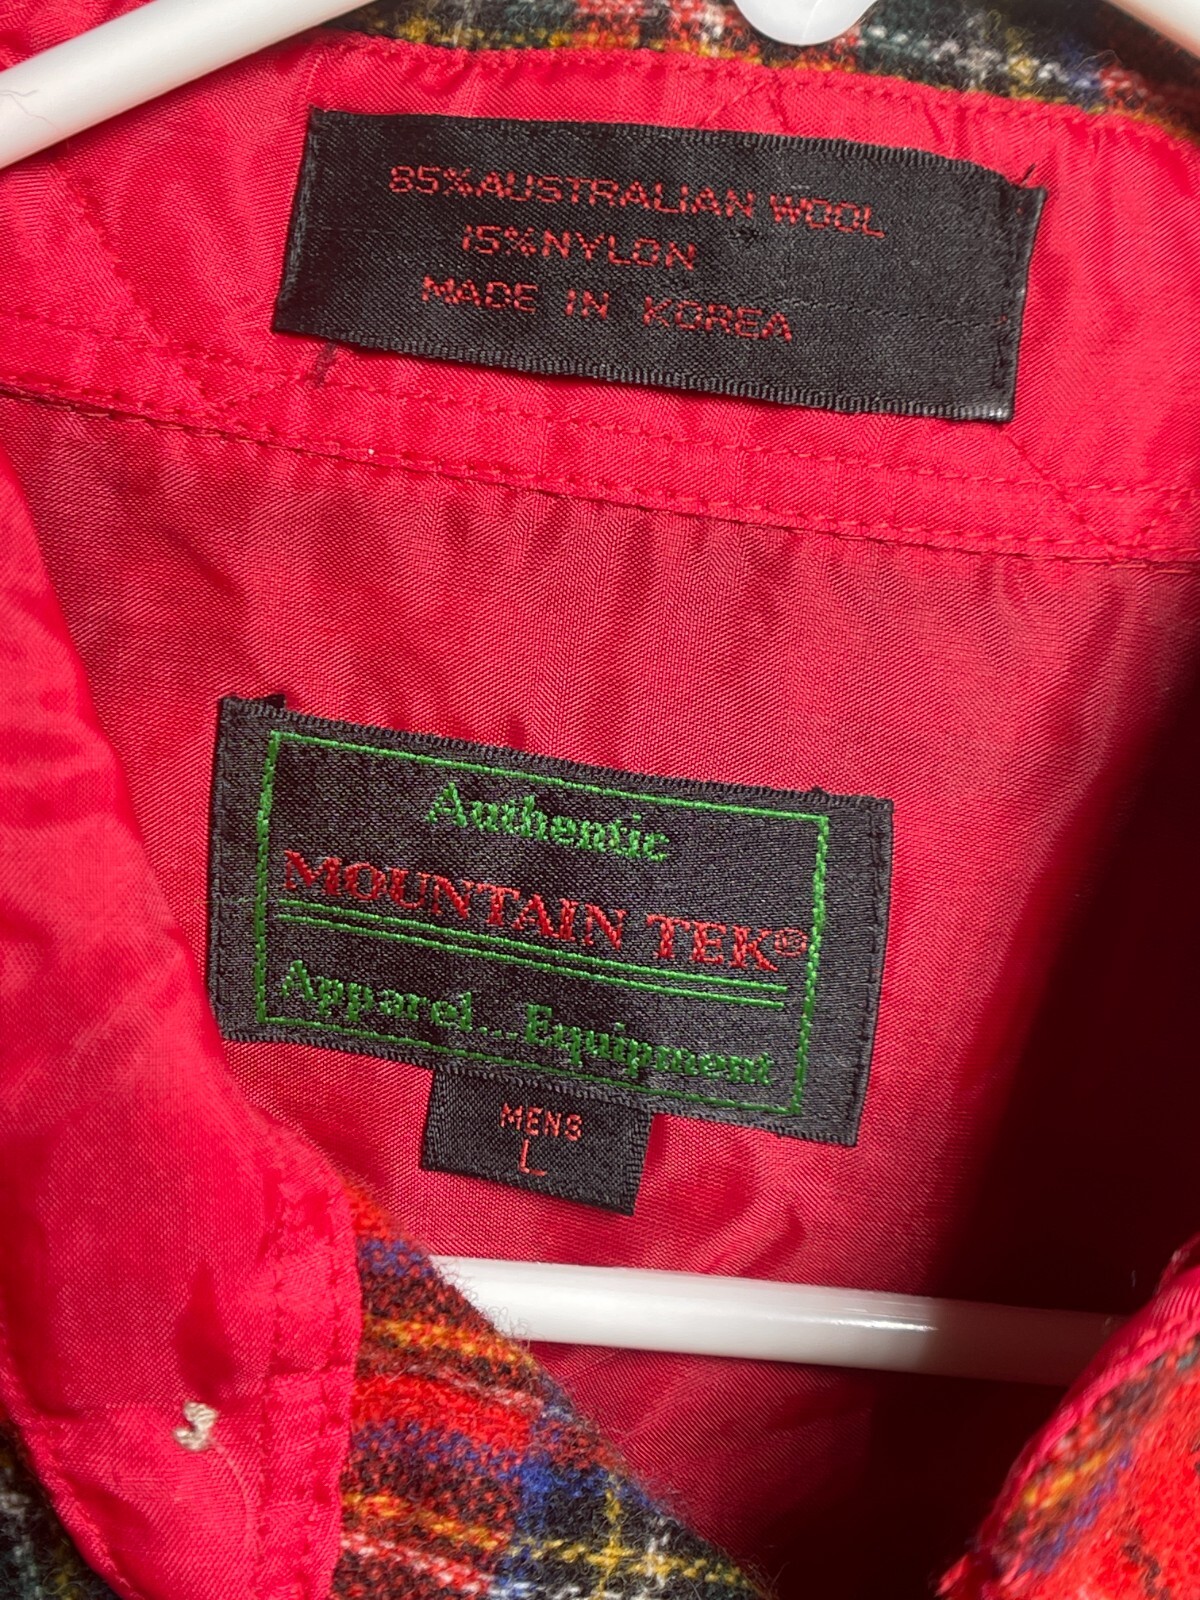 85% AUSTRALIAN WOOL
15% NYLON
MADE IN KOREA
Authentic
MOUNTAIN TEK®
Apparel...Equipment
MENS
L